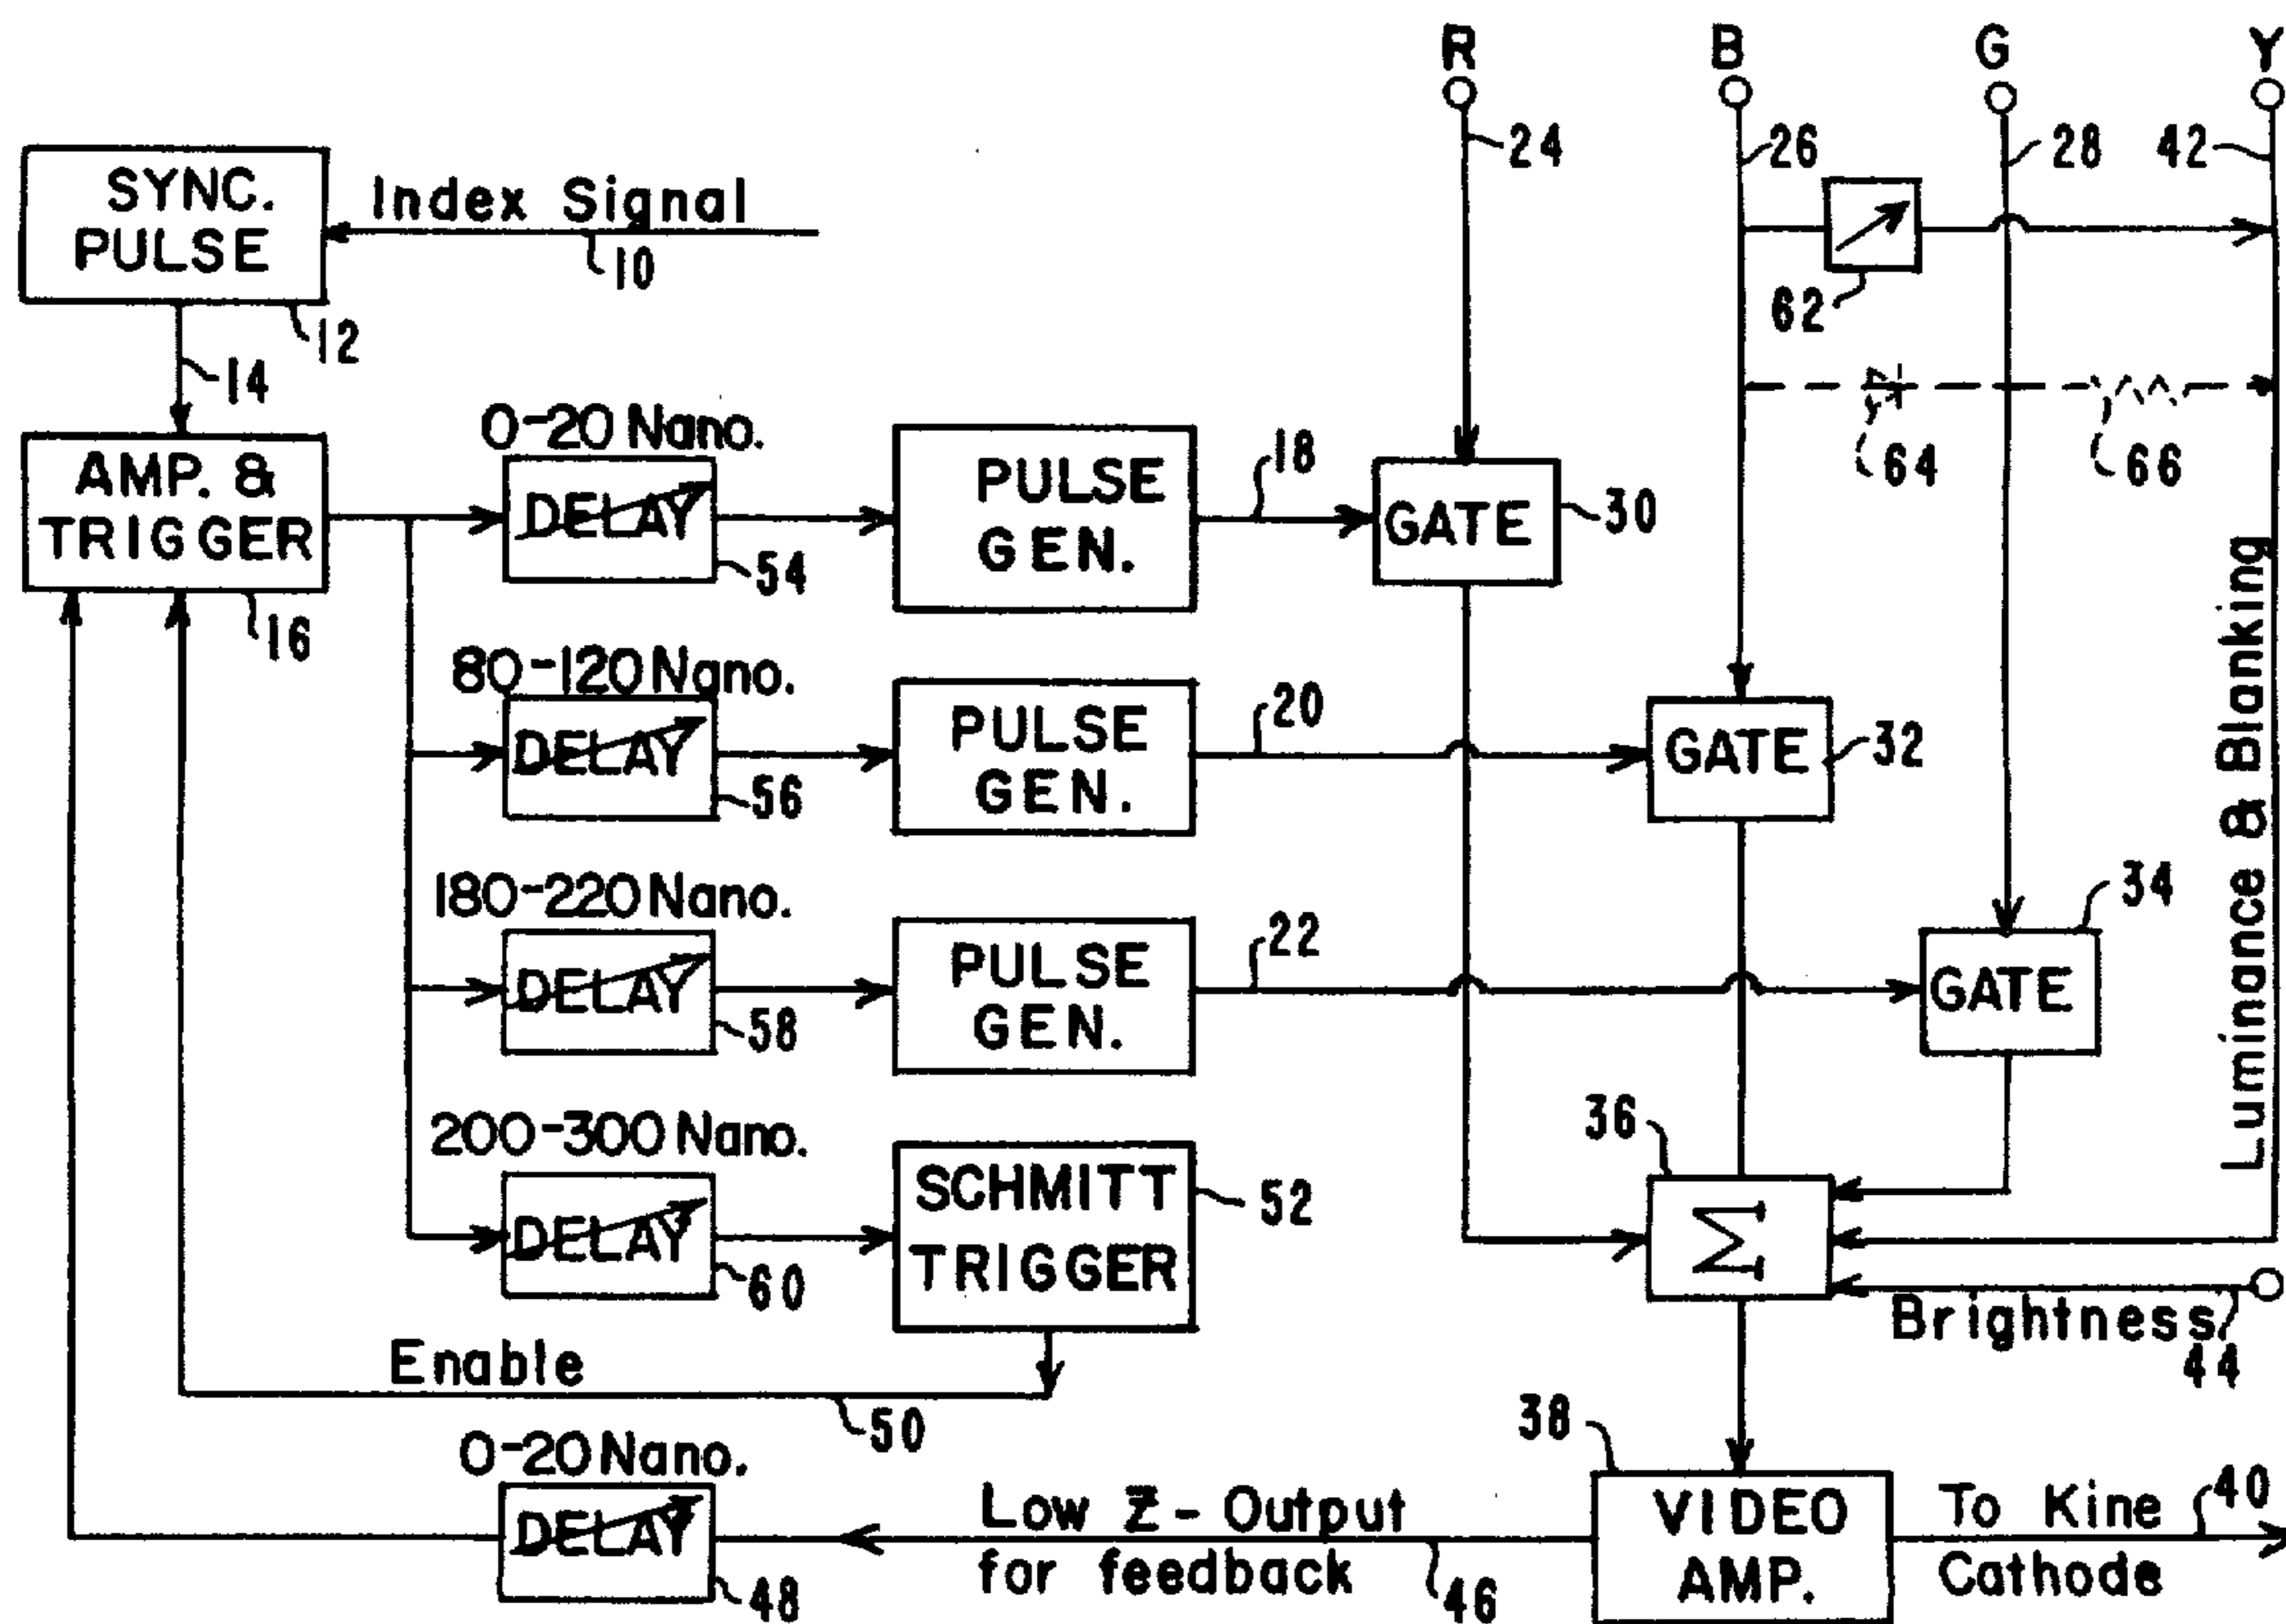 R B G Y
24 26 28 42
SYNC.
PULSE
Index Signal
10
12
62
14
64 66
0-20 Nano.
AMP. &
TRIGGER
16
DELAY
54
PULSE
GEN.
18
GATE
30
Luminance & Blanking
80-120 Nano.
DELAY
56
PULSE
GEN.
20
GATE
32
180-220 Nano.
DELAY
58
PULSE
GEN.
22
GATE
34
200-300 Nano.
DELAY
60
SCHMITT
TRIGGER
52
36
Σ
Brightness
44
Enable
50
0-20 Nano.
DELAY
48
Low Z - Output
for feedback
46
38
VIDEO
AMP.
To Kine
Cathode
40